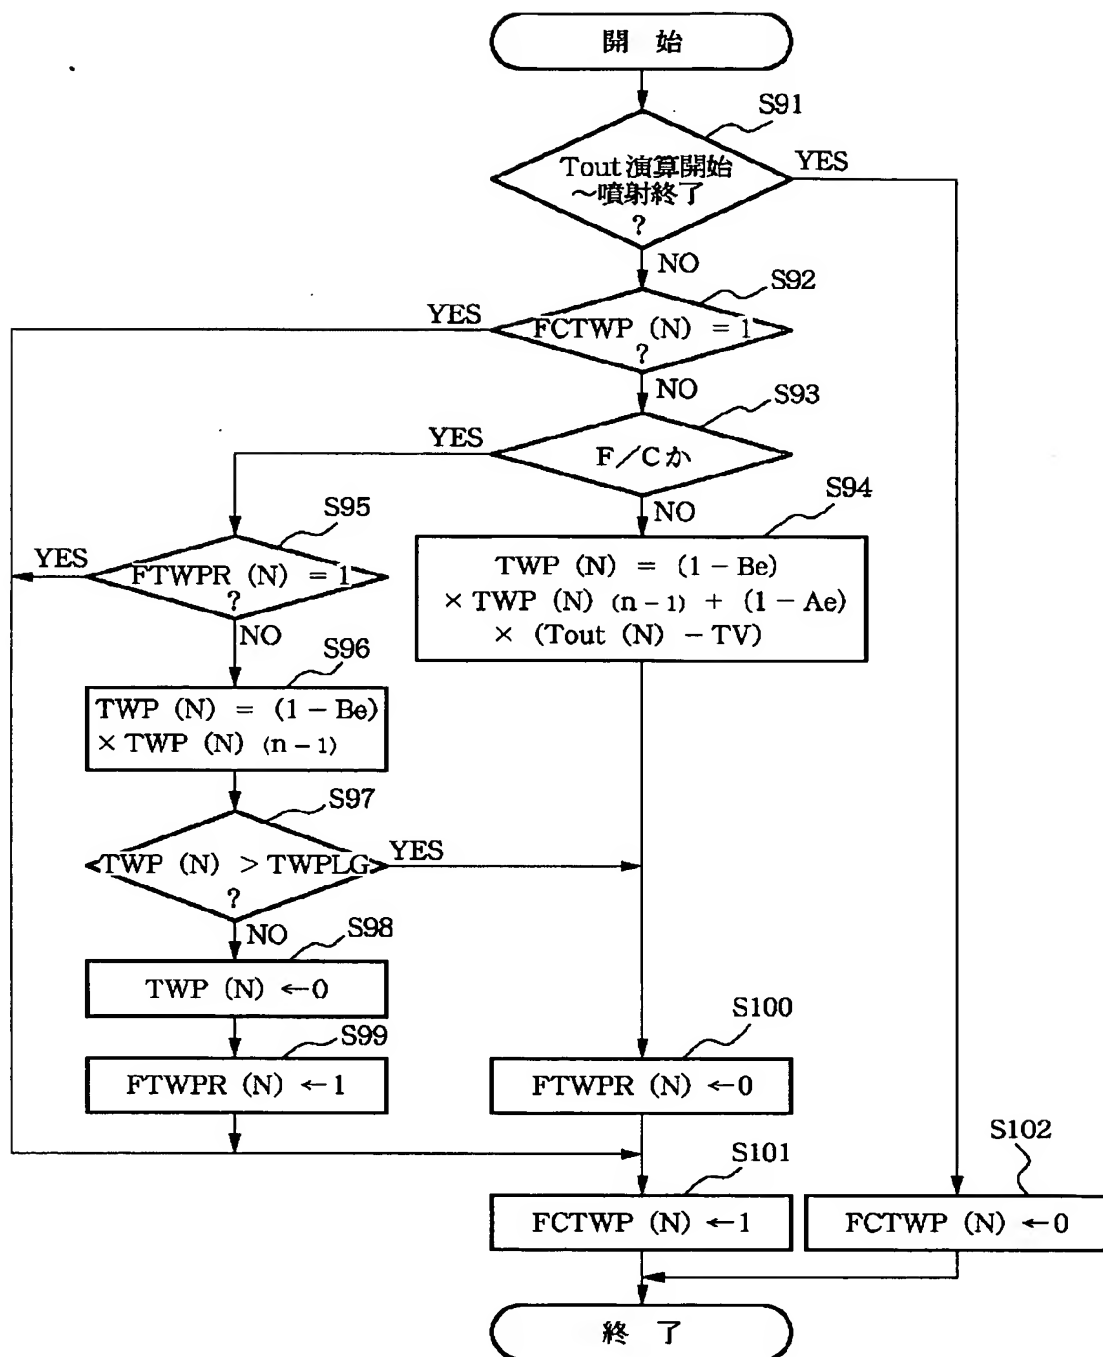 開 始
S91
Tout 演算開始
～噴射終了
?
YES
NO
S92
YES
FCTWP (N) = 1
?
NO
S93
YES
F／Cか
NO
S94
TWP (N) = (1 − Be)
× TWP (N) (n − 1) + (1 − Ae)
× (Tout (N) − TV)
S95
YES
FTWPR (N) = 1
?
NO
S96
TWP (N) = (1 − Be)
× TWP (N) (n − 1)
S97
TWP (N) > TWPLG
?
YES
NO
S98
TWP (N) ←0
S99
FTWPR (N) ←1
S100
FTWPR (N) ←0
S101
FCTWP (N) ←1
S102
FCTWP (N) ←0
終 了